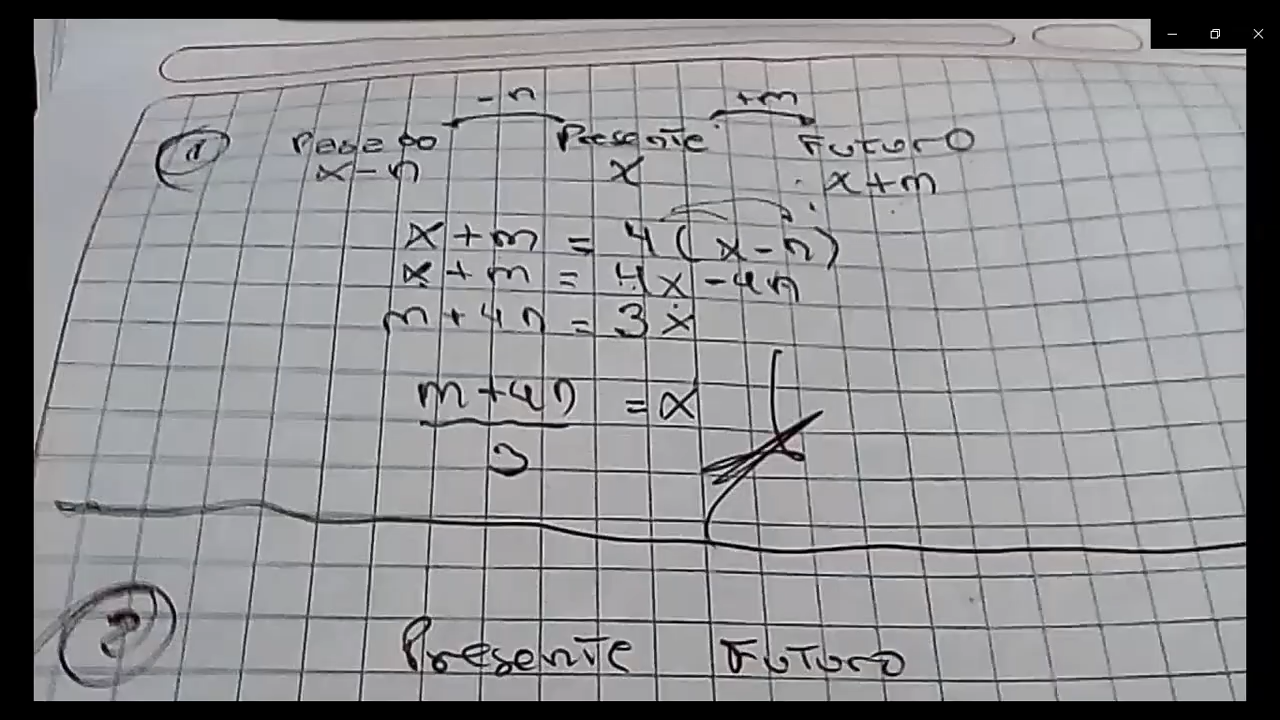 -n +m
① Pasado Presente Futuro
x-n x x+m
x+m = 4(x-n)
x+m = 4x-4n
m+4n = 3x
m+4n = x
3
② Presente Futuro